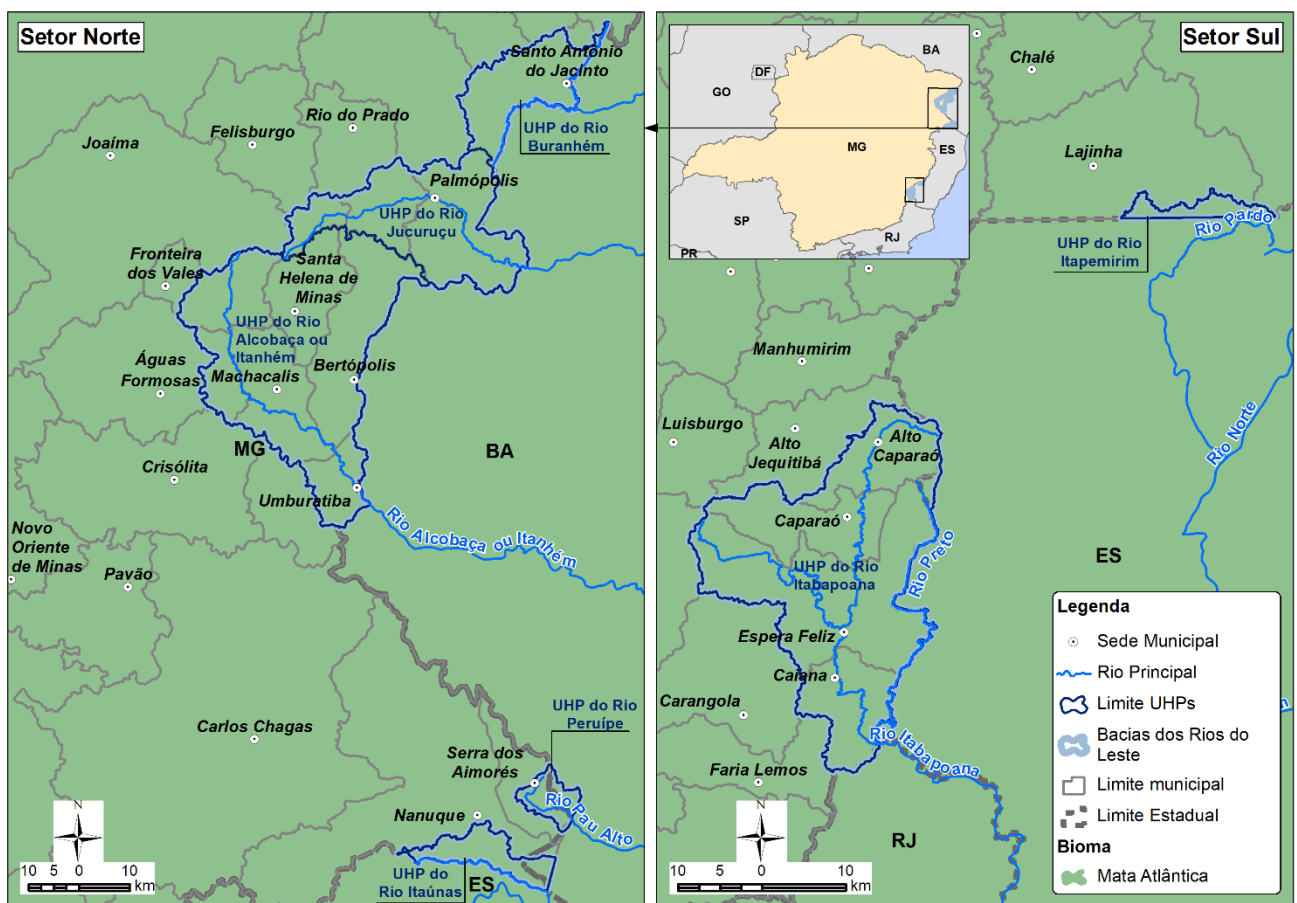 Setor Norte
Santo Antônio
do Jacinto
Rio do Prado
Felisburgo
Joaíma
UHP do Rio
Buranhém
Palmópolis
UHP do Rio
Jucuruçu
Fronteira
dos Vales
Santa
Helena de
Minas
UHP do Rio
Alcobaça ou
Itanhém
Águas
Formosas
Machacalis
Bertópolis
MG
BA
Crisólita
Umburatiba
Novo
Oriente
de Minas
Pavão
Rio Alcobaça ou Itanhém
UHP do Rio
Peruípe
Carlos Chagas
Serra dos
Aimorés
Rio Pau Alto
Nanuque
UHP do
Rio Itaúnas
ES
N
10 5 0 10
km
Setor Sul
BA
DF
GO
MG
ES
SP
RJ
PR
Chalé
Lajinha
Rio Pardo
UHP do Rio
Itapemirim
Manhumirim
Luisburgo
Alto
Jequitibá
Alto
Caparaó
Rio Norte
Caparaó
Rio Preto
UHP do Rio
Itabapoana
ES
Espera Feliz
Caiana
Carangola
Rio Itabapoana
Faria Lemos
RJ
N
10 5 0 10
km
Legenda
Sede Municipal
Rio Principal
Limite UHPs
Bacias dos Rios do
Leste
Limite municipal
Limite Estadual
Bioma
Mata Atlântica